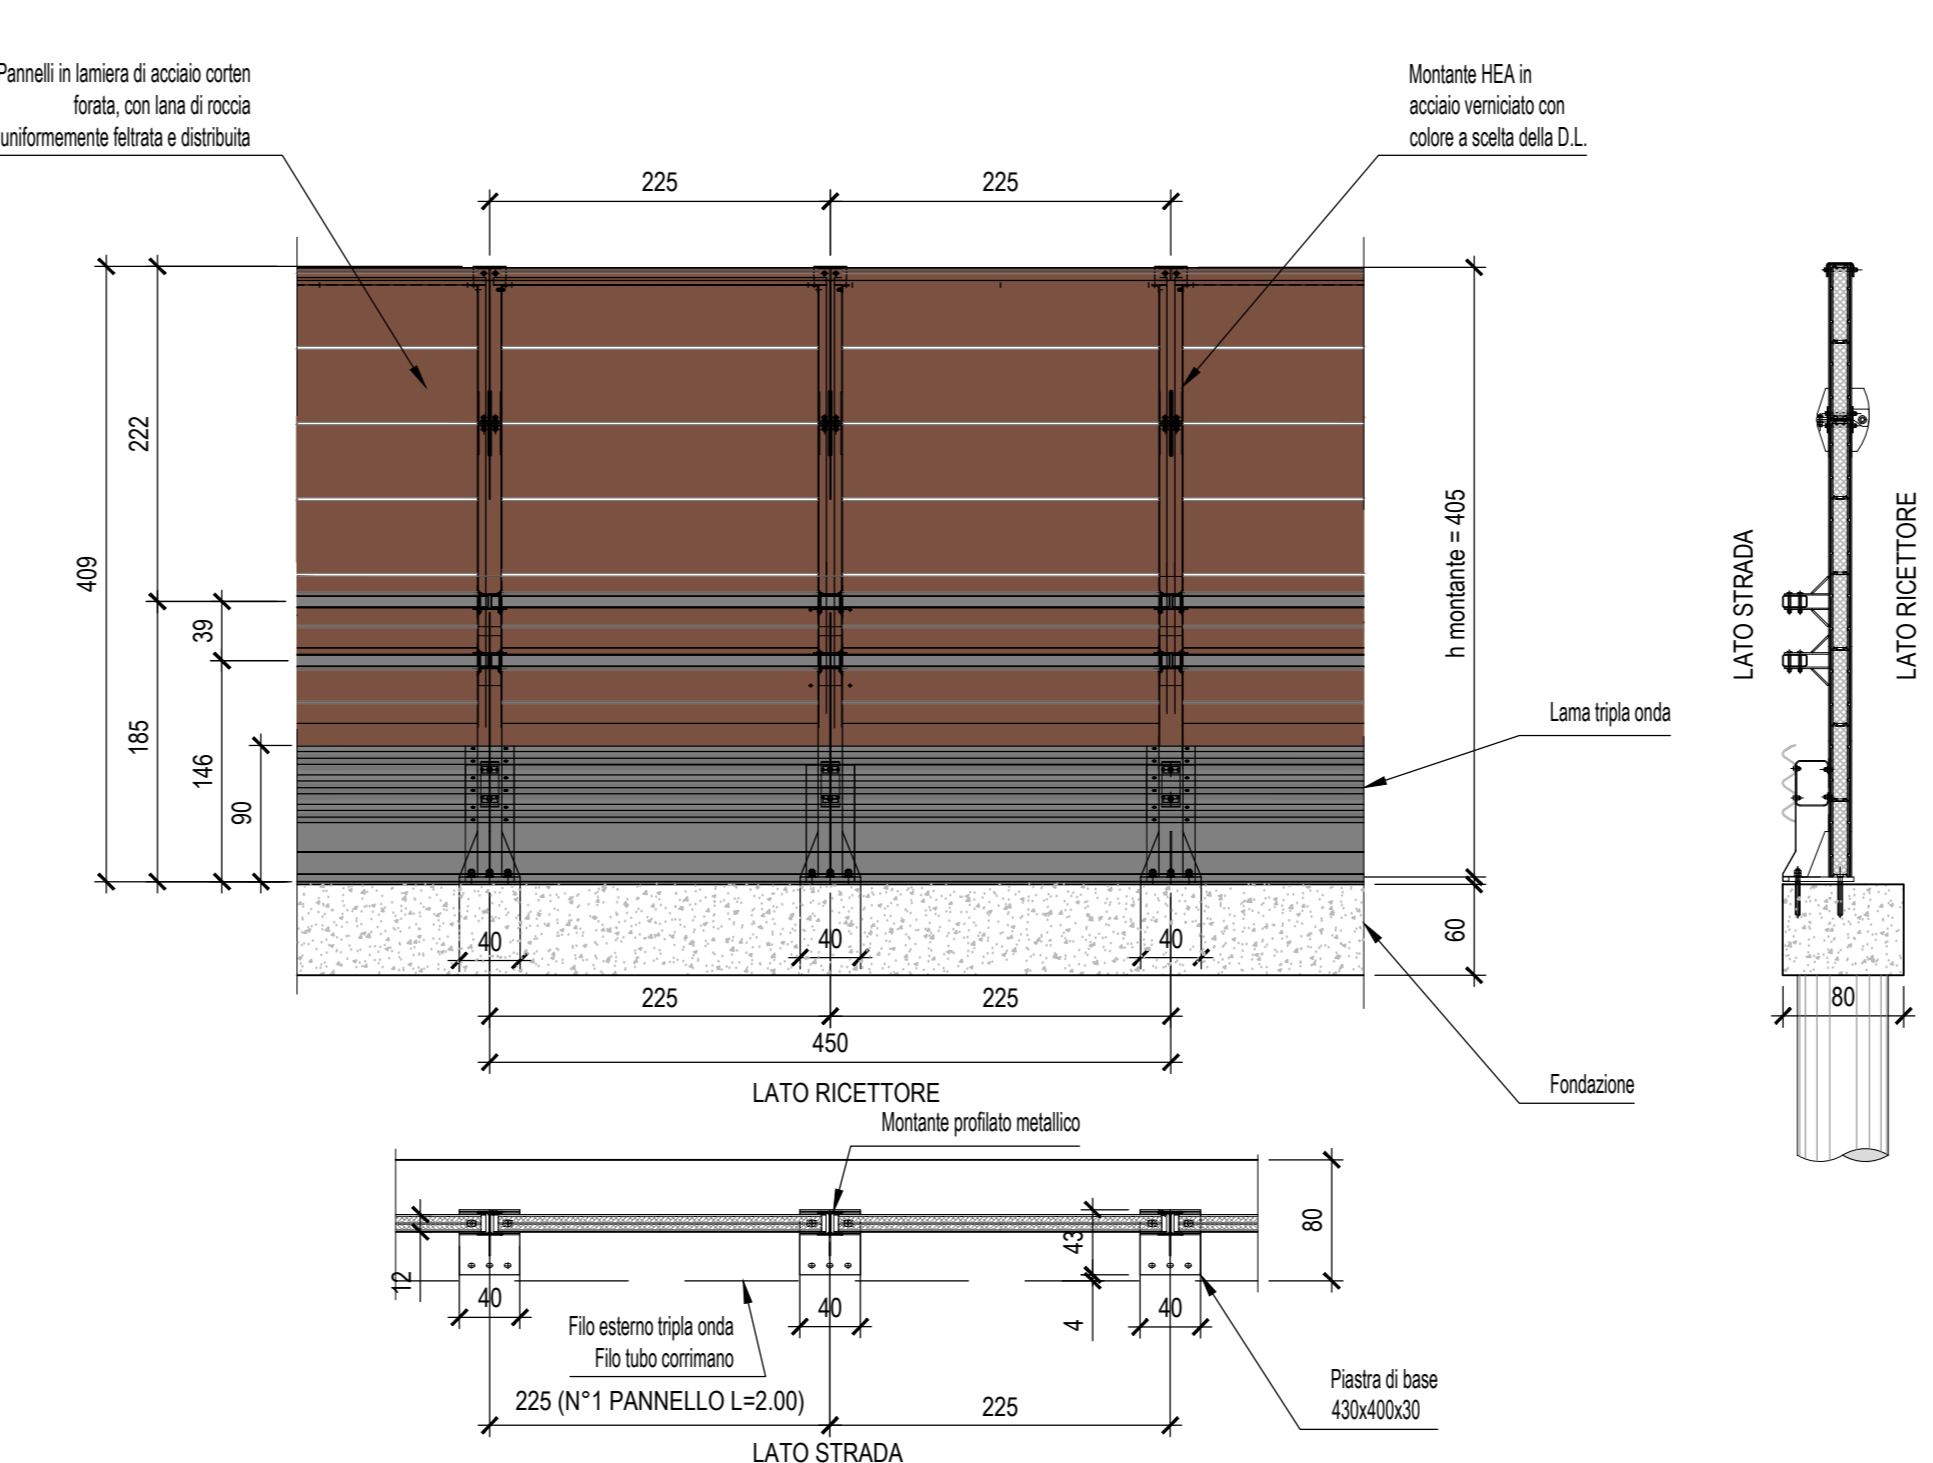 Pannelli in lamiera di acciaio corten
forata, con lana di roccia
uniformemente feltrata e distribuita
Montante HEA in
acciaio verniciato con
colore a scelta della D.L.
225
225
409
222
185
39
146
90
h montante = 405
60
LATO STRADA
LATO RICETTORE
Lama tripla onda
40
40
40
225
225
450
80
LATO RICETTORE
Fondazione
Montante profilato metallico
12
43
80
4
40
40
40
Filo esterno tripla onda
Filo tubo corrimano
225 (N°1 PANNELLO L=2.00)
225
Piastra di base
430x400x30
LATO STRADA